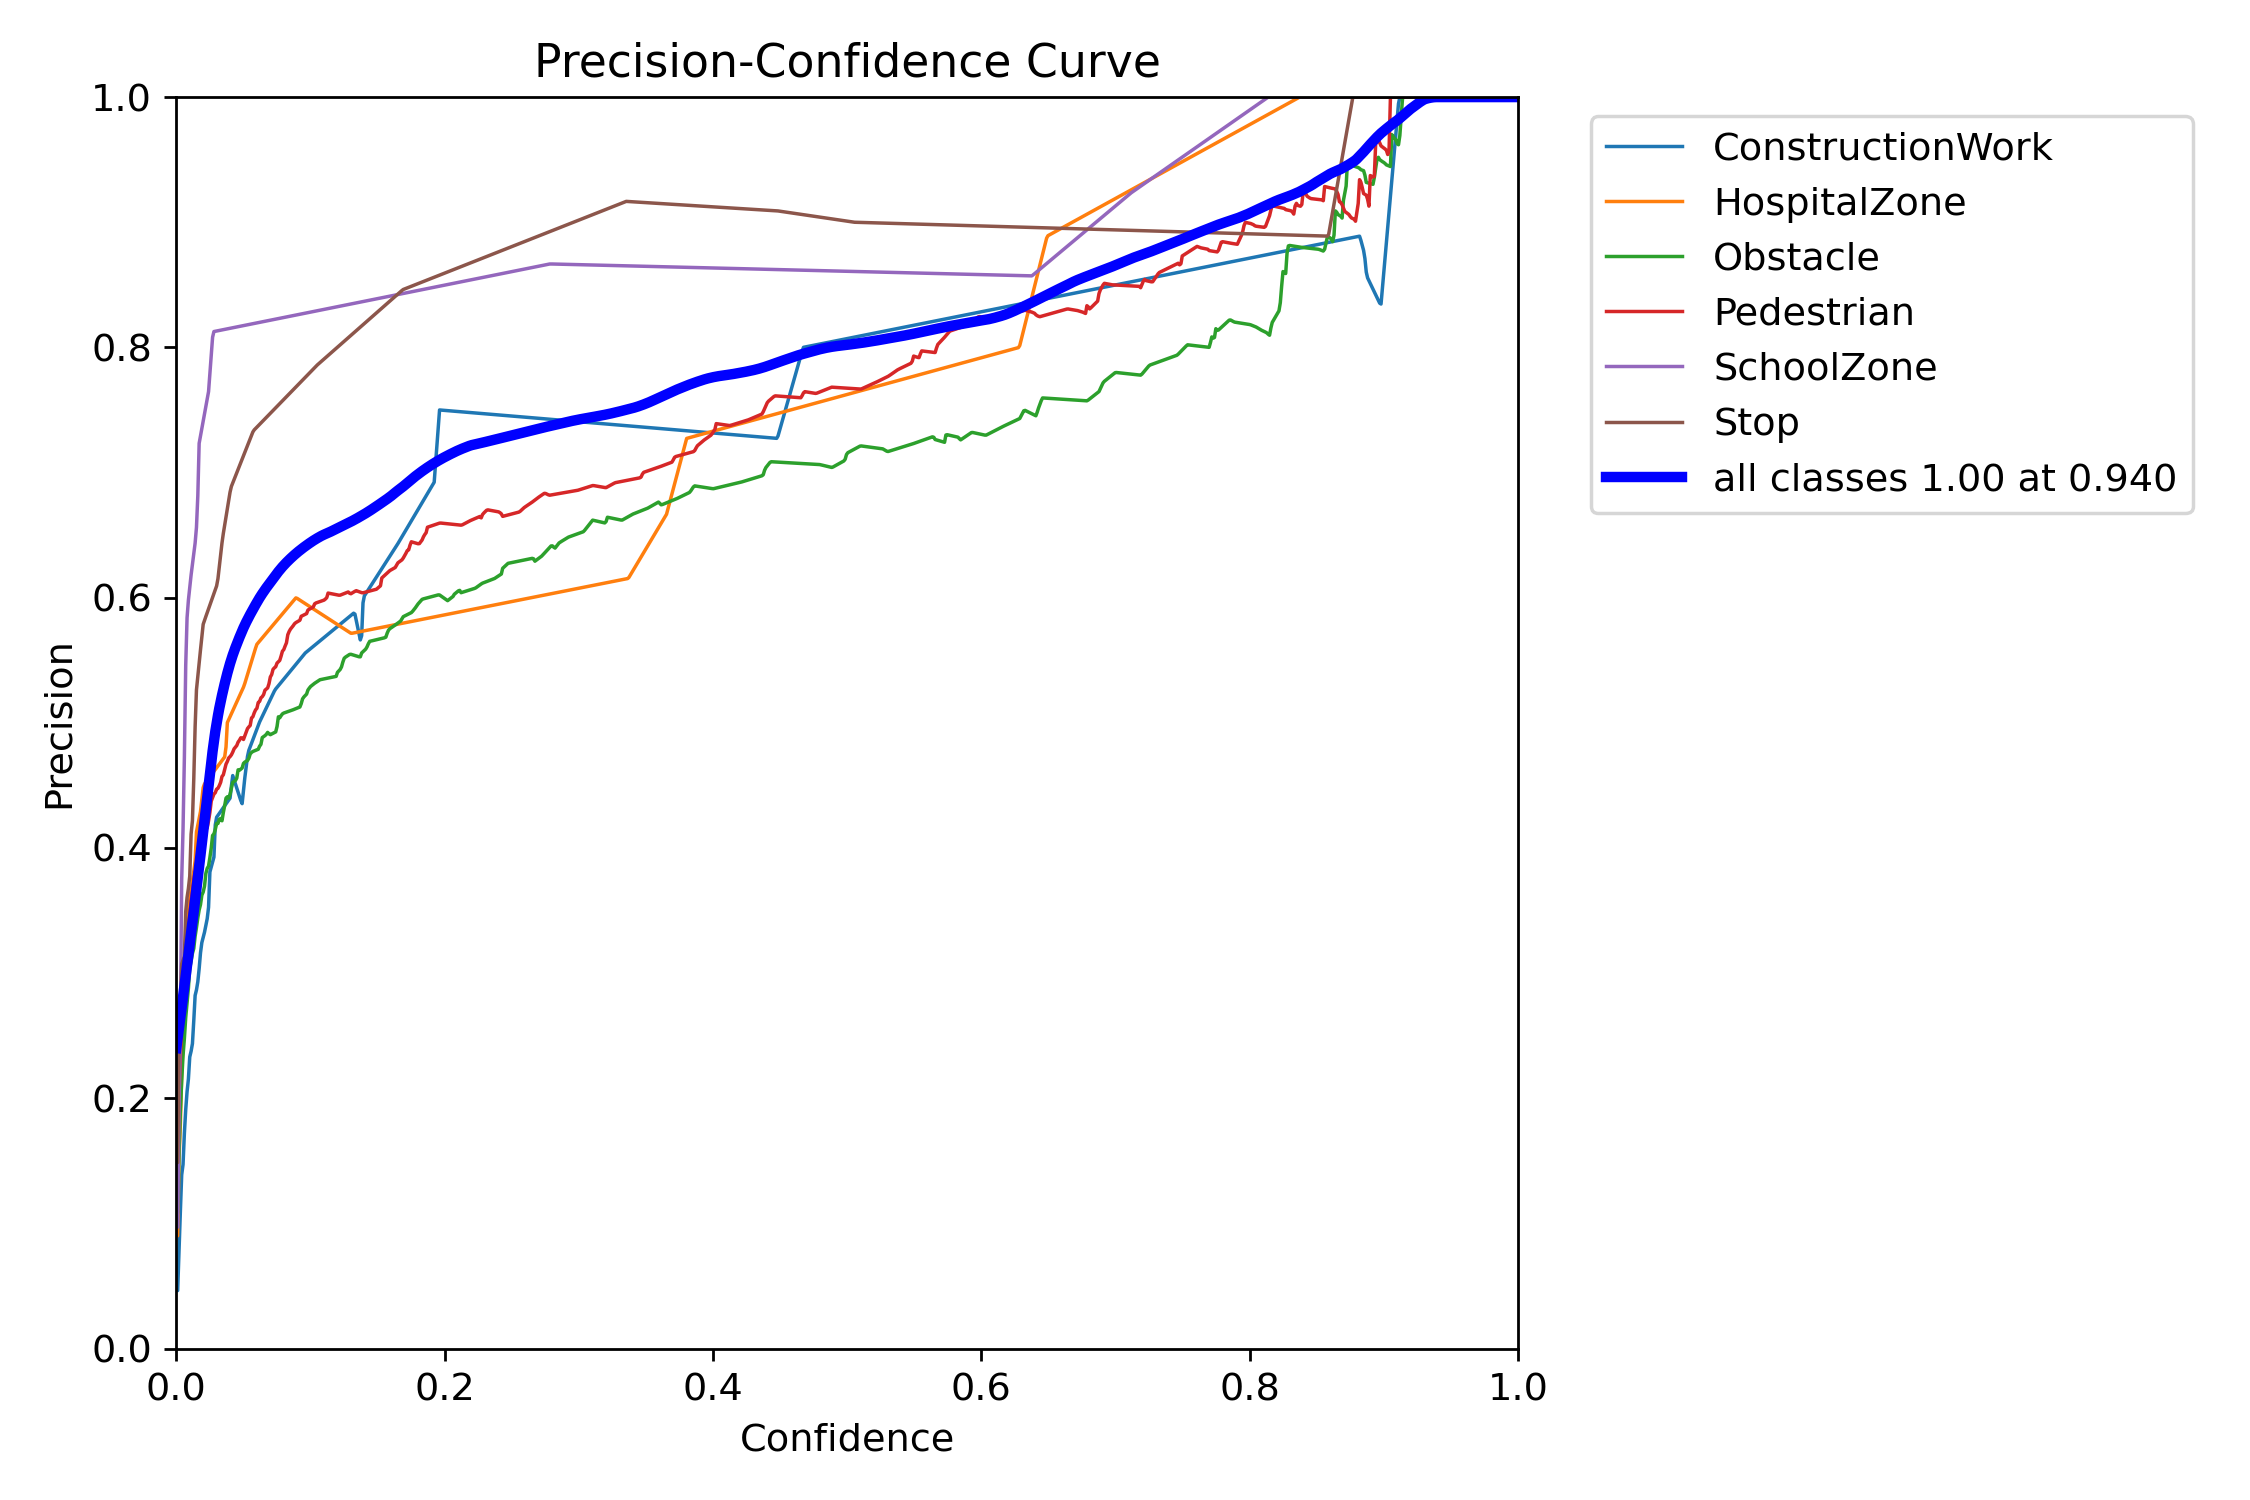 Precision-Confidence Curve
1.0
0.8
0.6
0.4
0.2
0.0
Precision
0.0 0.2 0.4 0.6 0.8 1.0
Confidence
ConstructionWork
HospitalZone
Obstacle
Pedestrian
SchoolZone
Stop
all classes 1.00 at 0.940